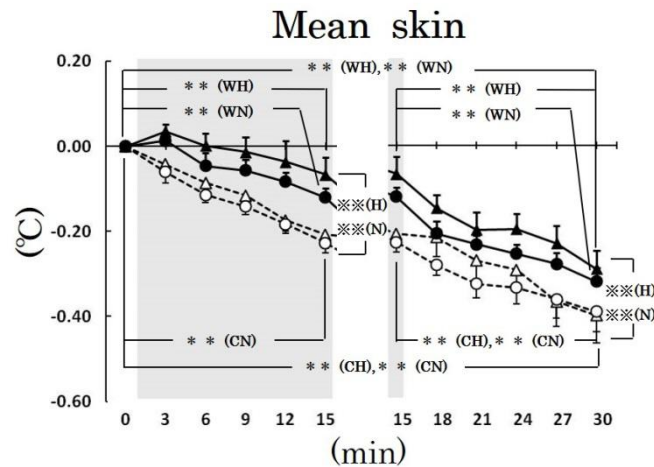 Mean skin
0.20
＊＊ (WH),＊＊ (WN)
＊＊ (WH)
＊＊ (WH)
＊＊ (WN)
＊＊ (WN)
0.00
※※(H)
※※(N)
-0.20
(℃)
※※(H)
※※(N)
-0.40
＊＊ (CN)
＊＊ (CH),＊＊ (CN)
＊＊ (CH),＊＊ (CN)
-0.60
0 3 6 9 12 15 15 18 21 24 27 30
(min)